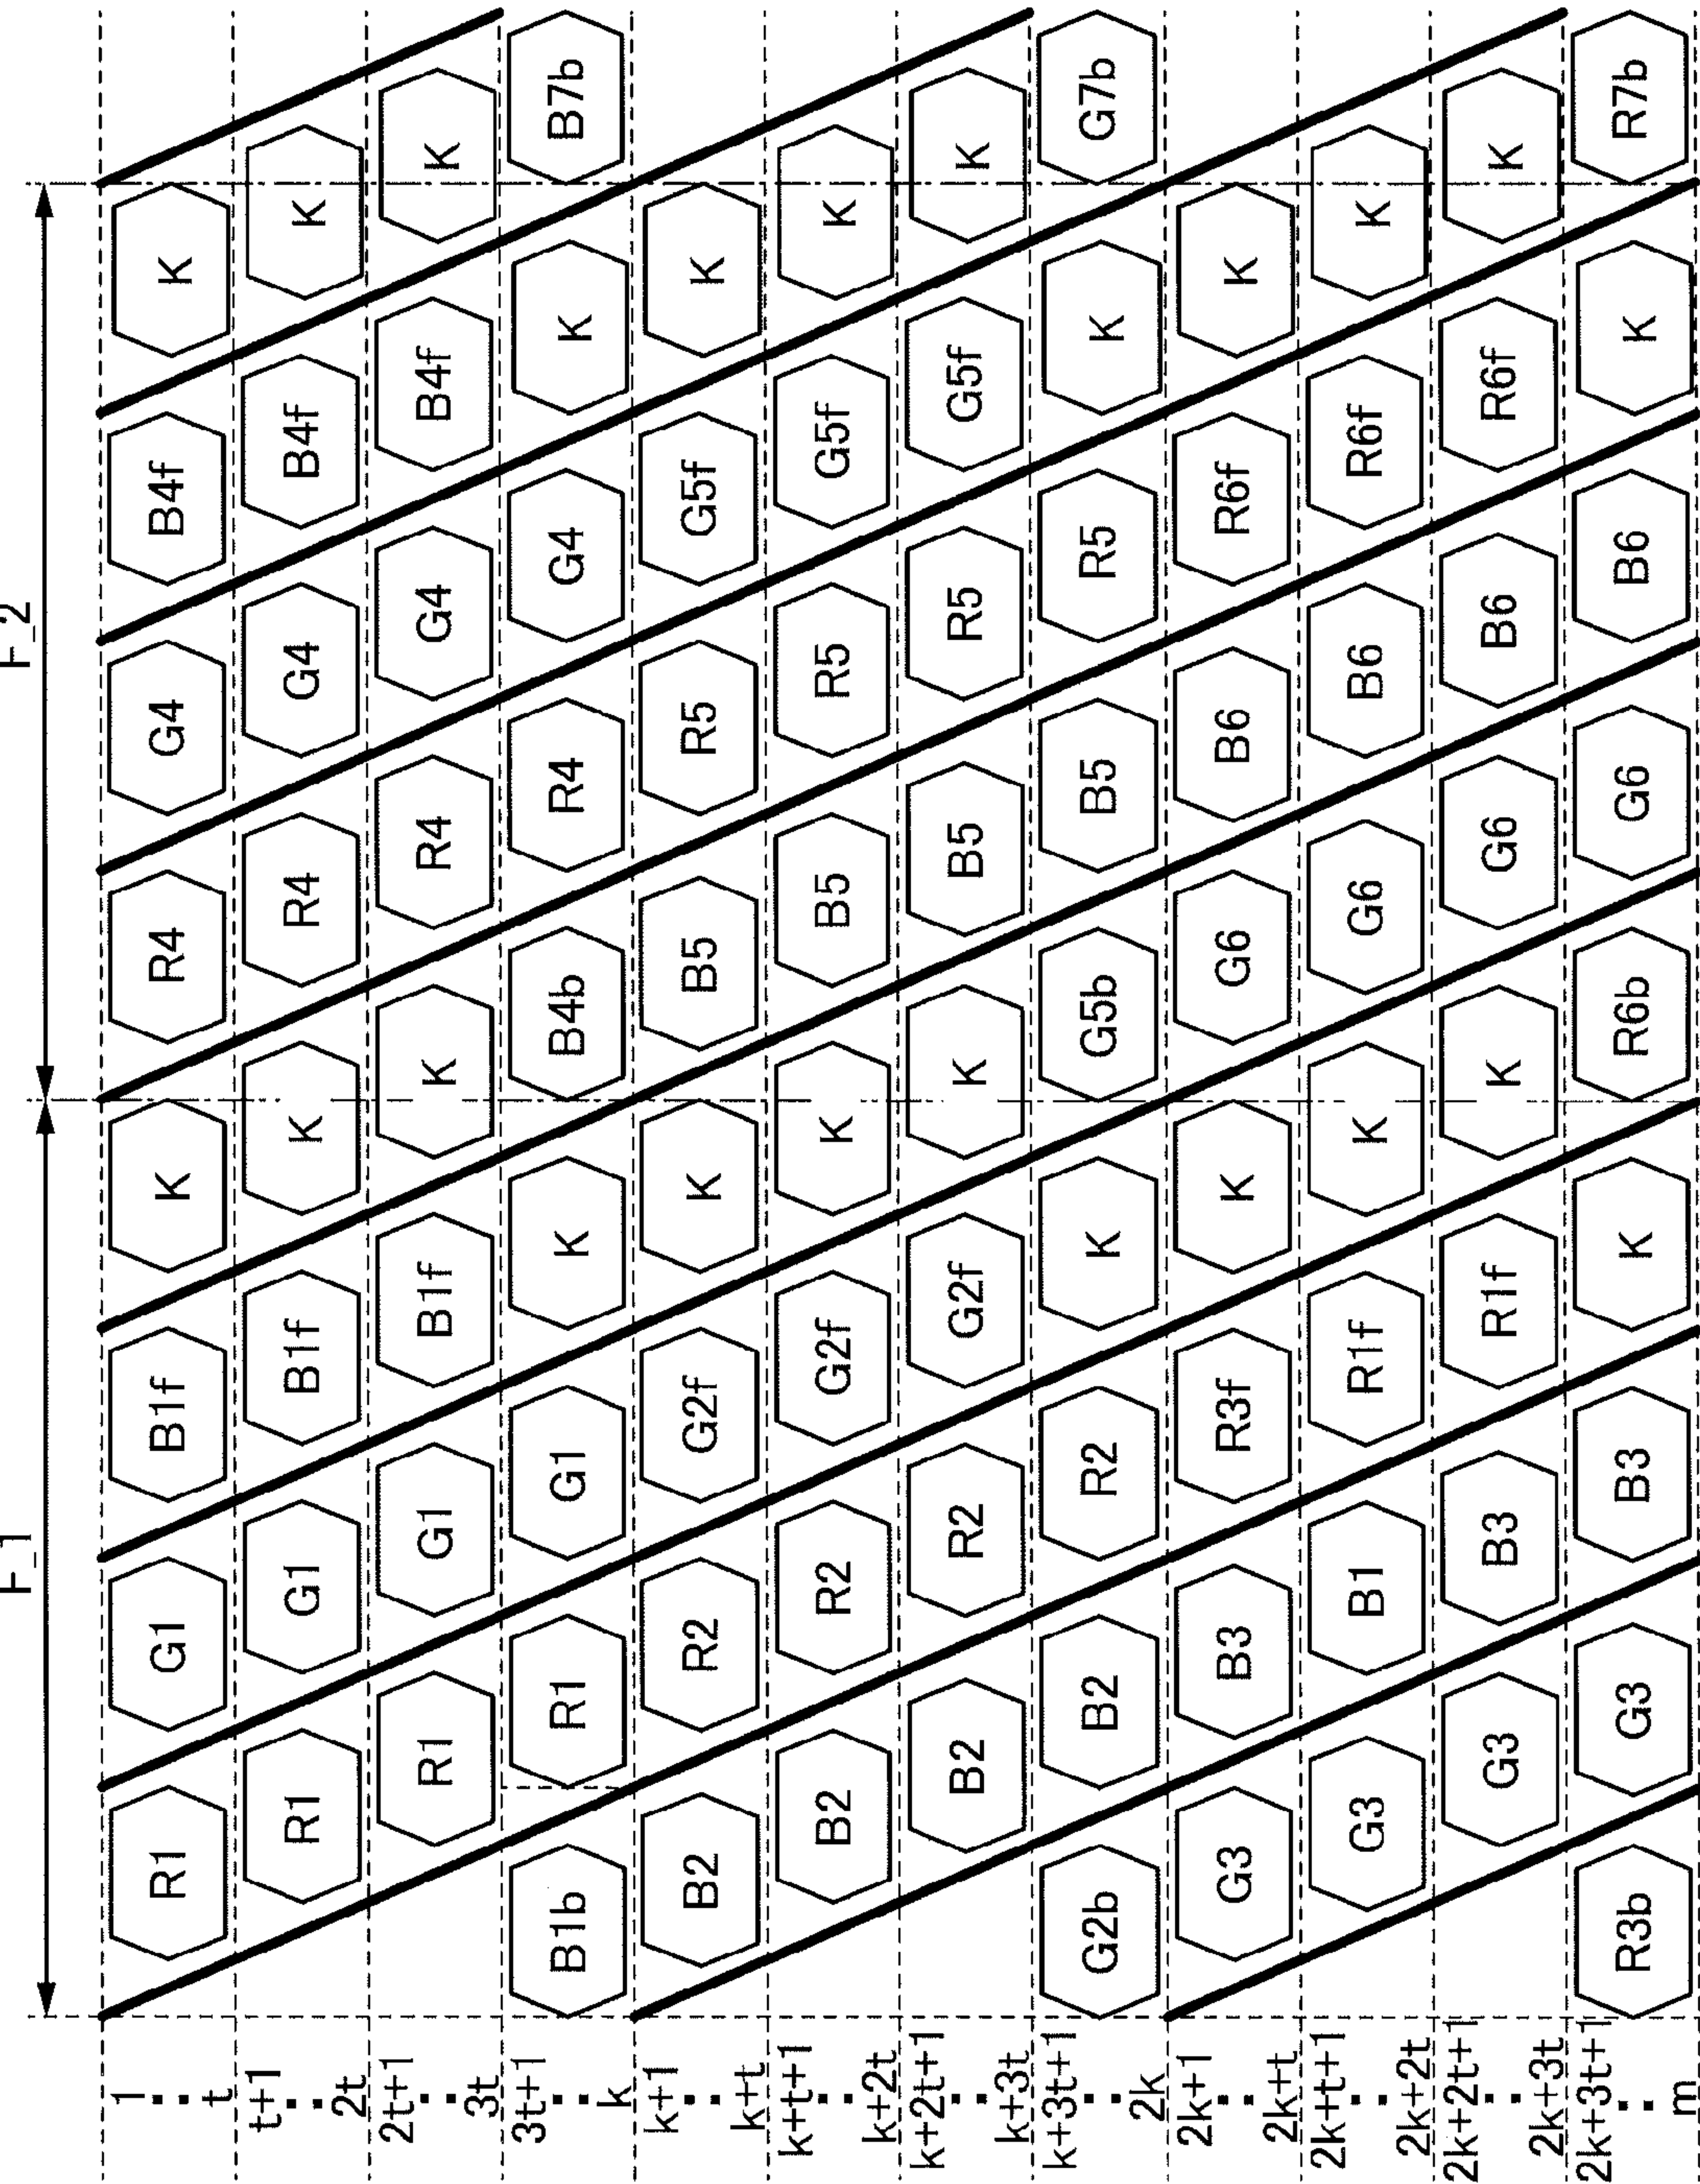 F_1 F_2
1
t
R1 G1 B1f K R4 G4 B4f K
t+1
2t
R1 G1 B1f K R4 G4 B4f K
2t+1
3t
R1 G1 B1f K R4 G4 B4f K
3t+1
k
B1b R1 G1 K B4b R4 G4 K B7b
k+1
k+t
B2 R2 G2f K B5 R5 G5f K
k+t+1
k+2t
B2 R2 G2f K B5 R5 G5f K
k+2t+1
k+3t
B2 R2 G2f K B5 R5 G5f K
k+3t+1
2k
G2b B2 R2 K G5b B5 R5 K G7b
2k+1
2k+t
G3 B3 R3f K G6 B6 R6f K
2k+t+1
2k+2t
G3 B1 R1f K G6 B6 R6f K
2k+2t+1
2k+3t
G3 B3 R1f K G6 B6 R6f K
2k+3t+1
m
R3b G3 B3 K R6b G6 B6 K R7b